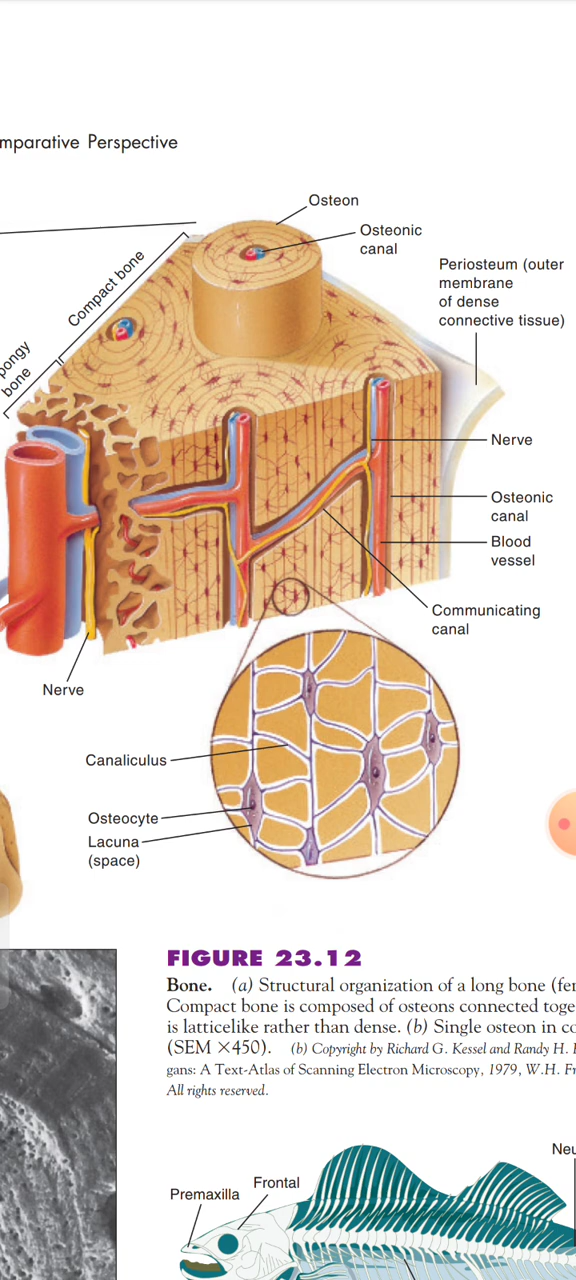 mparative Perspective
Osteon
Osteonic
canal
Compact bone
Periosteum (outer
membrane
of dense
connective tissue)
pongy
bone
Nerve
Osteonic
canal
Blood
vessel
Communicating
canal
Nerve
Canaliculus
Osteocyte
Lacuna
(space)
FIGURE 23.12
Bone. (a) Structural organization of a long bone (fe
Compact bone is composed of osteons connected toge
is latticelike rather than dense. (b) Single osteon in co
(SEM ×450). (b) Copyright by Richard G. Kessel and Randy H.
gans: A Text-Atlas of Scanning Electron Microscopy, 1979, W.H. F
All rights reserved.
Neu
Frontal
Premaxilla